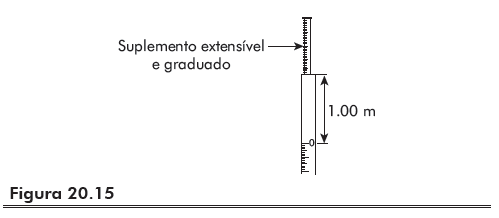 Suplemento extensível
e graduado
1.00 m
0
Figura 20.15